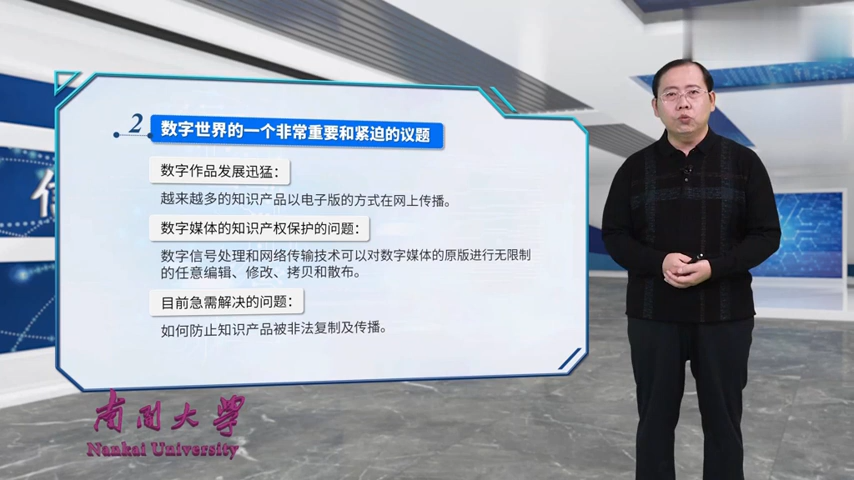 2
数字世界的一个非常重要和紧迫的议题
数字作品发展迅猛：
越来越多的知识产品以电子版的方式在网上传播。
数字媒体的知识产权保护的问题：
数字信号处理和网络传输技术可以对数字媒体的原版进行无限制
的任意编辑、修改、拷贝和散布。
目前急需解决的问题：
如何防止知识产品被非法复制及传播。
南开大学
Nankai University